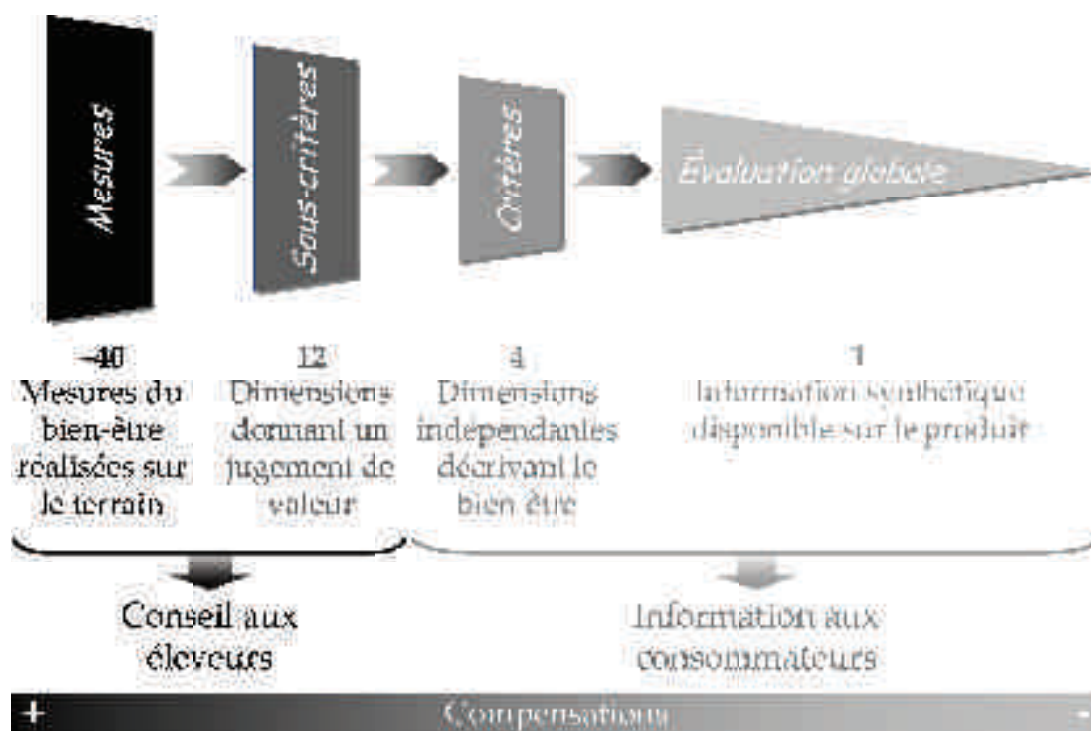 Mesures
Sous-critères
Critères
Évaluation globale
~40
Mesures du
bien-être
réalisées sur
le terrain
12
Dimensions
donnant un
jugement de
valeur
4
Dimensions
indépendantes
décrivant le
bien être
1
Information synthétique
disponible sur le produit
Conseil aux
éleveurs
Information aux
consommateurs
+ Compensations -